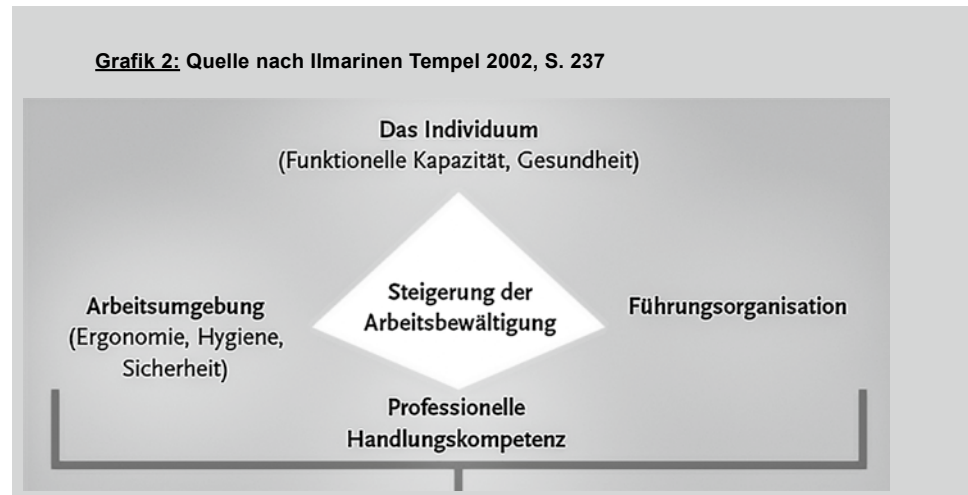 Grafik 2: Quelle nach Ilmarinen Tempel 2002, S. 237
Das Individuum
(Funktionelle Kapazität, Gesundheit)
Arbeitsumgebung
(Ergonomie, Hygiene,
Sicherheit)
Steigerung der
Arbeitsbewältigung
Führungsorganisation
Professionelle
Handlungskompetenz